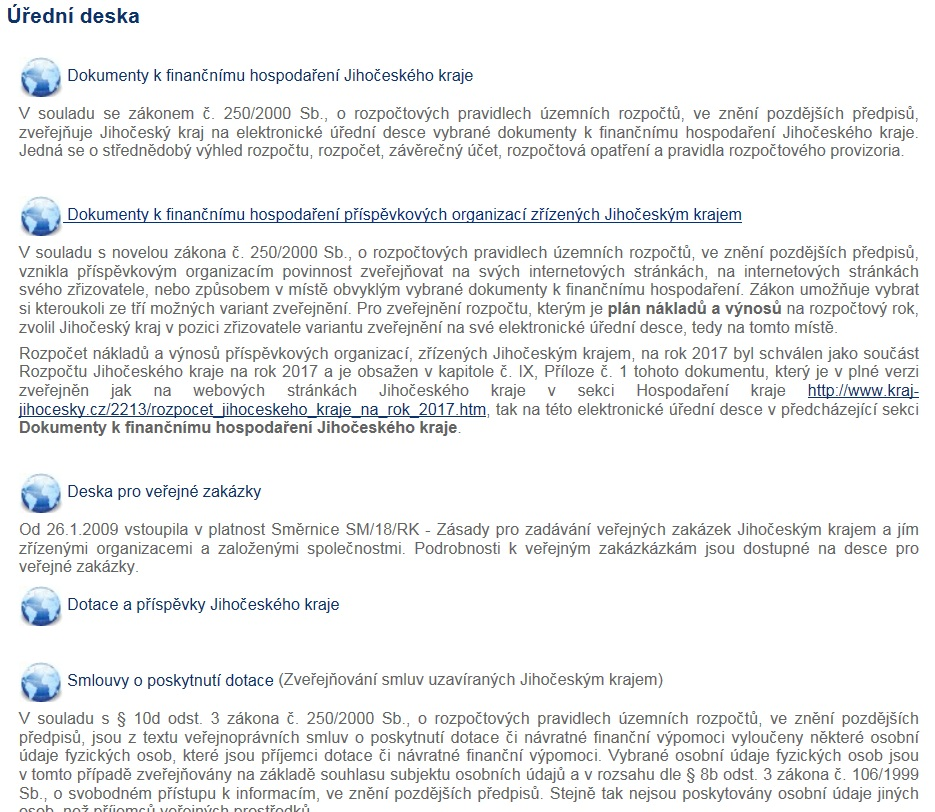 Úřední deska
Dokumenty k finančnímu hospodaření Jihočeského kraje
V souladu se zákonem č. 250/2000 Sb., o rozpočtových pravidlech územních rozpočtů, ve znění pozdějších předpisů,
zveřejňuje Jihočeský kraj na elektronické úřední desce vybrané dokumenty k finančnímu hospodaření Jihočeského kraje.
Jedná se o střednědobý výhled rozpočtu, rozpočet, závěrečný účet, rozpočtová opatření a pravidla rozpočtového provizoria.
Dokumenty k finančnímu hospodaření příspěvkových organizací zřízených Jihočeským krajem
V souladu s novelou zákona č. 250/2000 Sb., o rozpočtových pravidlech územních rozpočtů, ve znění pozdějších předpisů,
vznikla příspěvkovým organizacím povinnost zveřejňovat na svých internetových stránkách, na internetových stránkách
svého zřizovatele, nebo způsobem v místě obvyklým vybrané dokumenty k finančnímu hospodaření. Zákon umožňuje vybrat
si kteroukoli ze tří možných variant zveřejnění. Pro zveřejnění rozpočtu, kterým je plán nákladů a výnosů na rozpočtový rok,
zvolil Jihočeský kraj v pozici zřizovatele variantu zveřejnění na své elektronické úřední desce, tedy na tomto místě.
Rozpočet nákladů a výnosů příspěvkových organizací, zřízených Jihočeským krajem, na rok 2017 byl schválen jako součást
Rozpočtu Jihočeského kraje na rok 2017 a je obsažen v kapitole č. IX, Příloze č. 1 tohoto dokumentu, který je v plné verzi
zveřejněn jak na webových stránkách Jihočeského kraje v sekci Hospodaření kraje http://www.kraj-
jihocesky.cz/2213/rozpocet_jihoceskeho_kraje_na_rok_2017.htm, tak na této elektronické úřední desce v předcházející sekci
Dokumenty k finančnímu hospodaření Jihočeského kraje.
Deska pro veřejné zakázky
Od 26.1.2009 vstoupila v platnost Směrnice SM/18/RK - Zásady pro zadávání veřejných zakázek Jihočeským krajem a jím
zřízenými organizacemi a založenými společnostmi. Podrobnosti k veřejným zakázkázkám jsou dostupné na desce pro
veřejné zakázky.
Dotace a příspěvky Jihočeského kraje
Smlouvy o poskytnutí dotace (Zveřejňování smluv uzavíraných Jihočeským krajem)
V souladu s § 10d odst. 3 zákona č. 250/2000 Sb., o rozpočtových pravidlech územních rozpočtů, ve znění pozdějších
předpisů, jsou z textu veřejnoprávních smluv o poskytnutí dotace či návratné finanční výpomoci vyloučeny některé osobní
údaje fyzických osob, které jsou příjemci dotace či návratné finanční výpomoci. Vybrané osobní údaje fyzických osob jsou
v tomto případě zveřejňovány na základě souhlasu subjektu osobních údajů a v rozsahu dle § 8b odst. 3 zákona č. 106/1999
Sb., o svobodném přístupu k informacím, ve znění pozdějších předpisů. Stejně tak nejsou poskytovány osobní údaje jiných
osob, než příjemců veřejných prostředků.